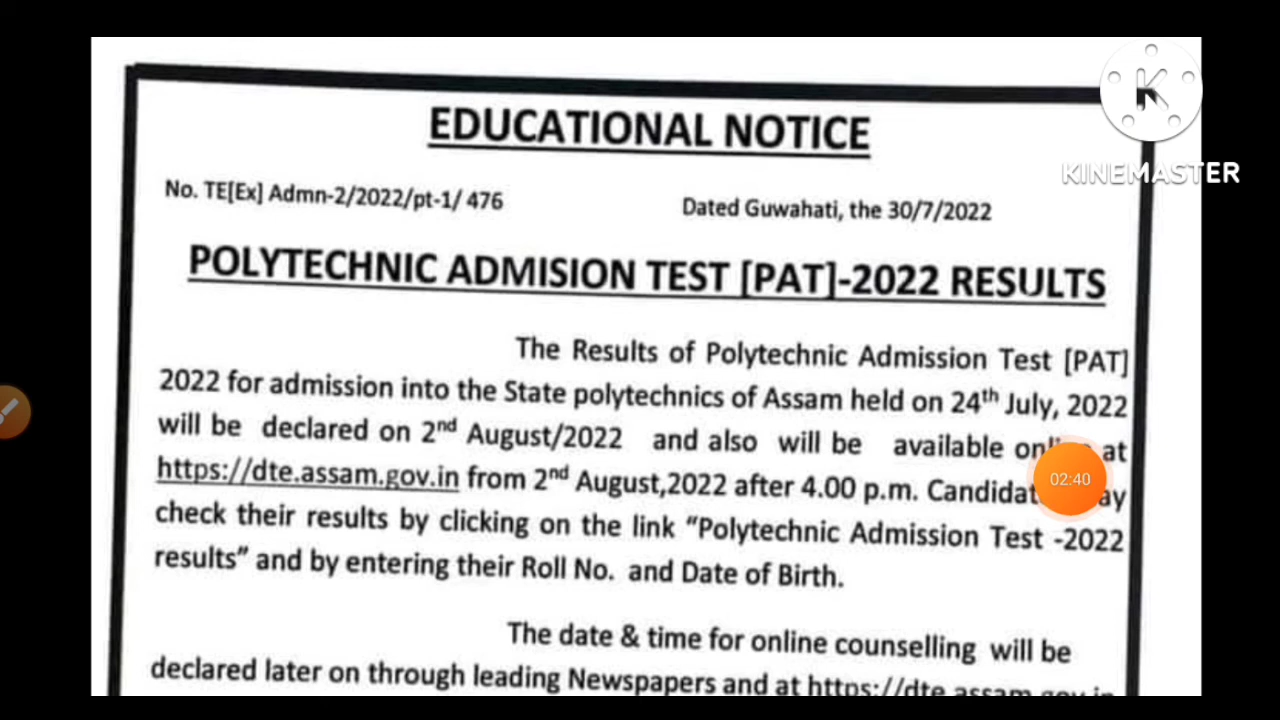 EDUCATIONAL NOTICE
No. TE[Ex] Admn-2/2022/pt-1/ 476 Dated Guwahati, the 30/7/2022
POLYTECHNIC ADMISION TEST [PAT]-2022 RESULTS
The Results of Polytechnic Admission Test [PAT]
2022 for admission into the State polytechnics of Assam held on 24th July, 2022
will be declared on 2nd August/2022 and also will be available at
https://dte.assam.gov.in from 2nd August,2022 after 4.00 p.m.
check their results by clicking on the link “Polytechnic Admission Test -2022
results” and by entering their Roll No. and Date of Birth.
The date & time for online counselling will be
declared later on through leading Newspapers and at https://dte.assam.gov.in
K
KINEMASTER
02:40